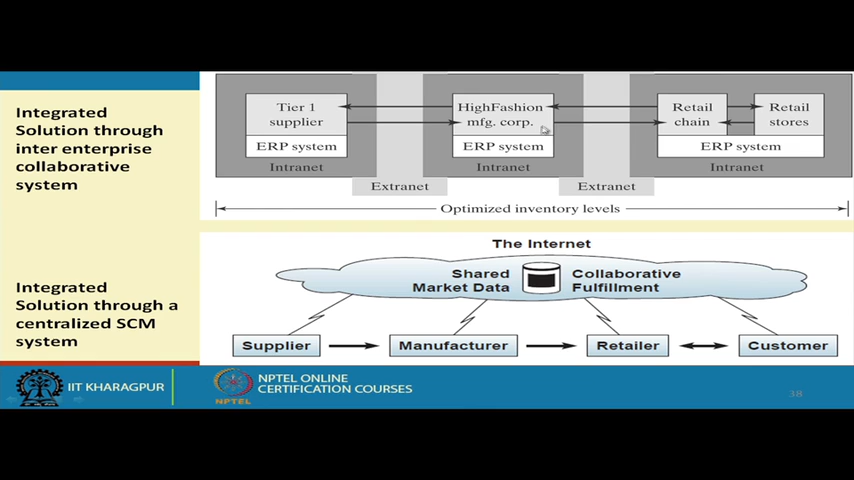 Integrated
Solution through
inter enterprise
collaborative
system
Tier 1
supplier
ERP system
Intranet
HighFashion
mfg. corp.
ERP system
Intranet
Retail
chain
Retail
stores
ERP system
Intranet
Extranet
Extranet
Optimized inventory levels
Integrated
Solution through a
centralized SCM
system
The Internet
Shared
Market Data
Collaborative
Fulfillment
Supplier
Manufacturer
Retailer
Customer
IIT KHARAGPUR
NPTEL
NPTEL ONLINE
CERTIFICATION COURSES
38